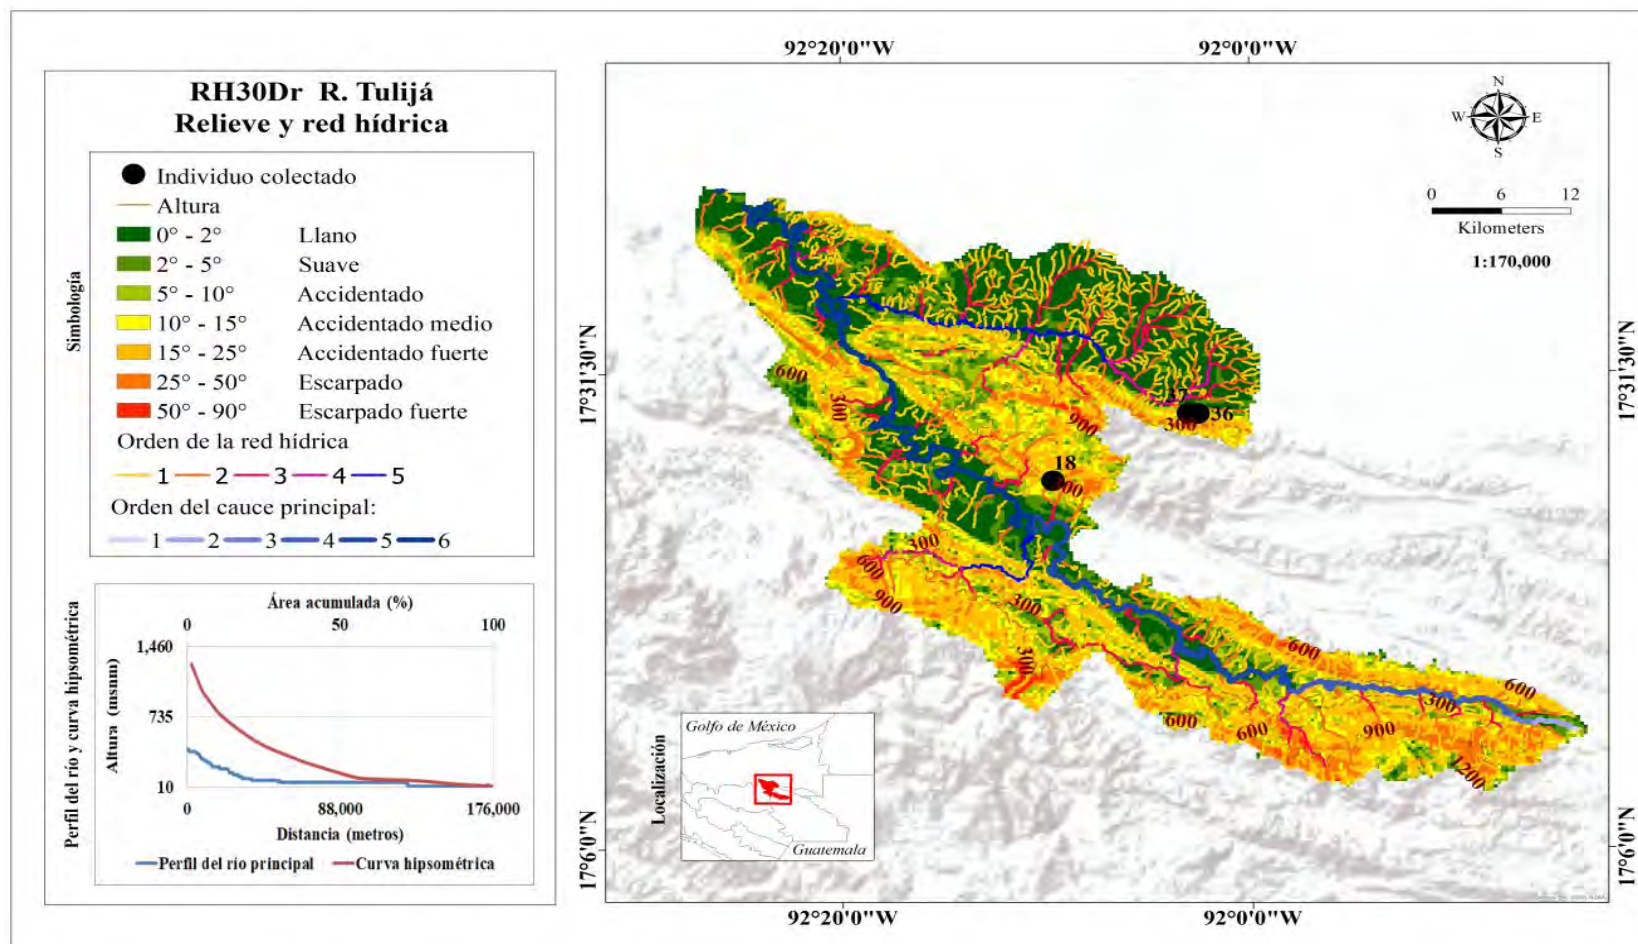 RH30Dr R. Tulijá
Relieve y red hídrica
Simbología
Individuo colectado
Altura
0° - 2° Llano
2° - 5° Suave
5° - 10° Accidentado
10° - 15° Accidentado medio
15° - 25° Accidentado fuerte
25° - 50° Escarpado
50° - 90° Escarpado fuerte
Orden de la red hídrica
1 2 3 4 5
Orden del cauce principal:
1 2 3 4 5 6
Perfil del río y curva hipsométrica
Área acumulada (%)
0 50 100
Altura (msnm)
1,460
735
10
0 88,000 176,000
Distancia (metros)
Perfil del río principal Curva hipsométrica
92°20'0"W 92°0'0"W
N
W E
S
0 6 12
Kilometers
1:170,000
17°31'30"N 17°31'30"N
600
300
900
37
36
300
18
300
600
900
300
300
600
600
300
600
600
900
1200
Localización
Golfo de México
Guatemala
17°6'0"N 17°6'0"N
92°20'0"W 92°0'0"W